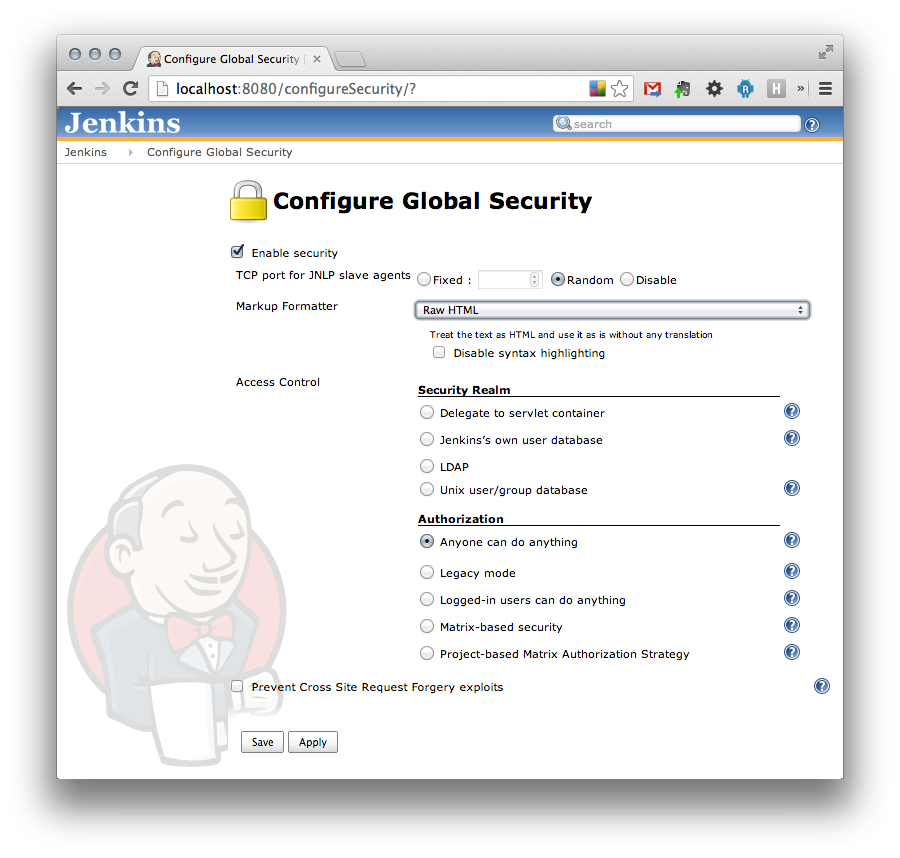 Configure Global Security
localhost:8080/configureSecurity/?
R
H
»
Jenkins
search
?
Jenkins Configure Global Security
Configure Global Security
Enable security
TCP port for JNLP slave agents Fixed : Random Disable
Markup Formatter Raw HTML
Treat the text as HTML and use it as is without any translation
Disable syntax highlighting
Access Control
Security Realm
Delegate to servlet container ?
Jenkins's own user database ?
LDAP
Unix user/group database ?
Authorization
Anyone can do anything ?
Legacy mode ?
Logged-in users can do anything ?
Matrix-based security ?
Project-based Matrix Authorization Strategy ?
Prevent Cross Site Request Forgery exploits ?
Save Apply